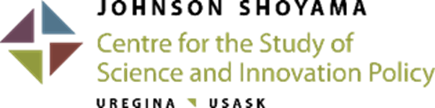 JOHNSON SHOYAMA
Centre for the Study of
Science and Innovation Policy
UREGINA USASK